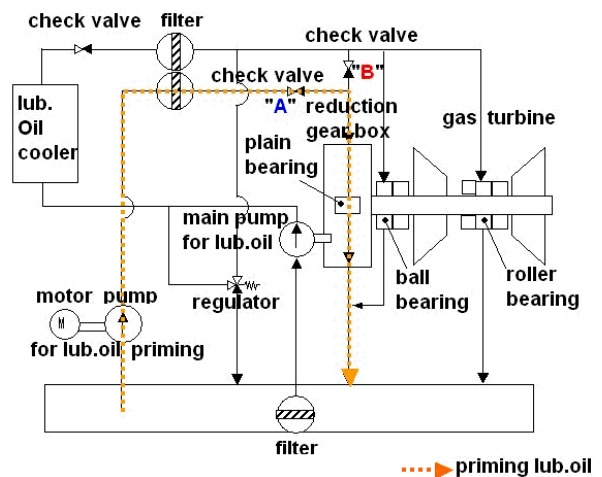 check valve
filter
check valve
check valve
"B"
"A"
lub.
Oil
cooler
reduction
gear box
gas turbine
plain
bearing
main pump
for lub.oil
ball
bearing
roller
bearing
regulator
motor pump
M
for lub.oil priming
filter
priming lub.oil